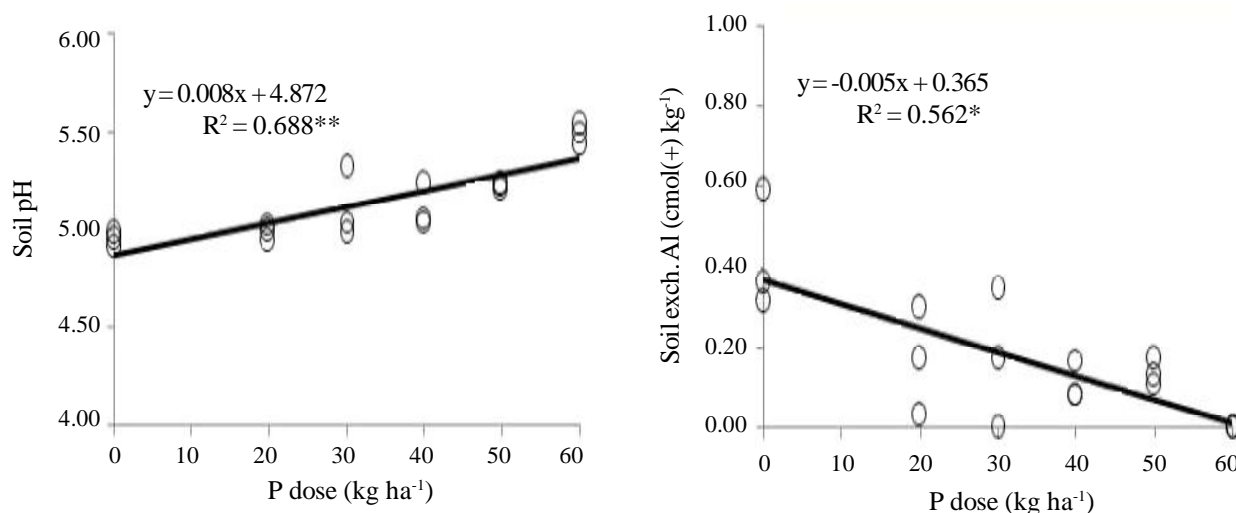 6.00
y=0.008x+4.872
R² = 0.688**
5.50
Soil pH
5.00
4.50
4.00
0 10 20 30 40 50 60
P dose (kg ha⁻¹)
1.00
y=-0.005x+0.365
R² = 0.562*
0.80
0.60
Soil exch. Al (cmol(+) kg⁻¹)
0.40
0.20
0.00
0 10 20 30 40 50 60
P dose (kg ha⁻¹)